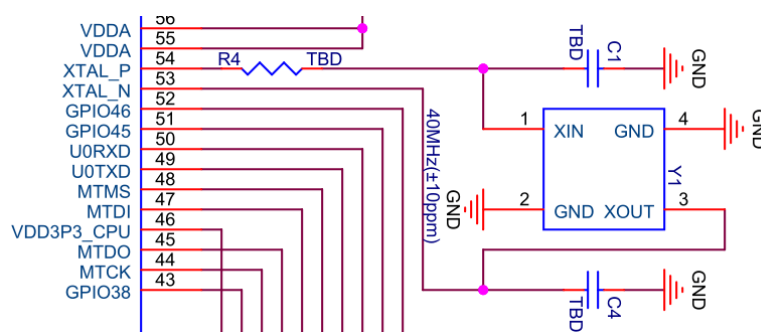 56
VDDA
55
VDDA
54
XTAL_P
R4
TBD
53
XTAL_N
52
GPIO46
51
GPIO45
50
U0RXD
49
U0TXD
48
MTMS
47
MTDI
46
VDD3P3_CPU
45
MTDO
44
MTCK
43
GPIO38
TBD
C1
GND
40MHz(±10ppm)
1
XIN
GND
4
GND
Y1
GND
2
GND
XOUT
3
TBD
C4
GND